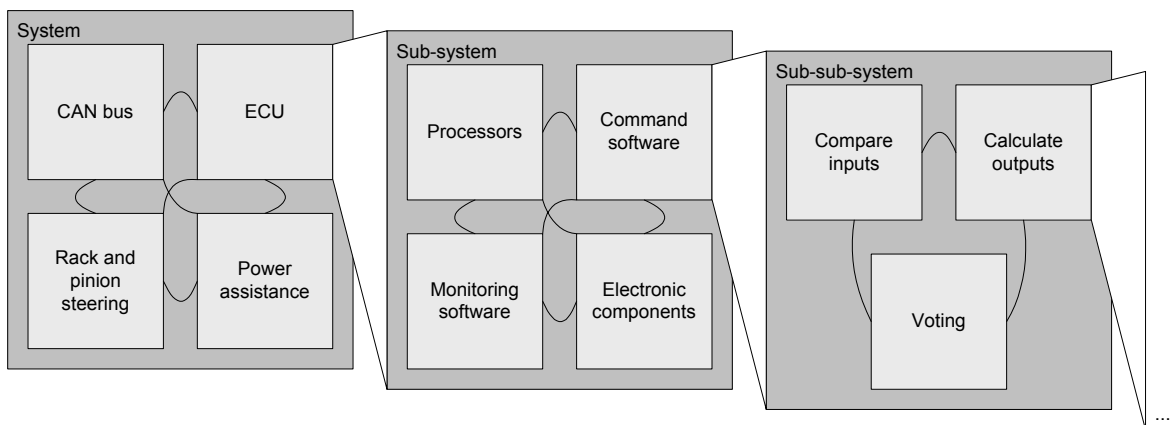 System
CAN bus
ECU
Rack and
pinion
steering
Power
assistance
Sub-system
Processors
Command
software
Monitoring
software
Electronic
components
Sub-sub-system
Compare
inputs
Calculate
outputs
Voting
...